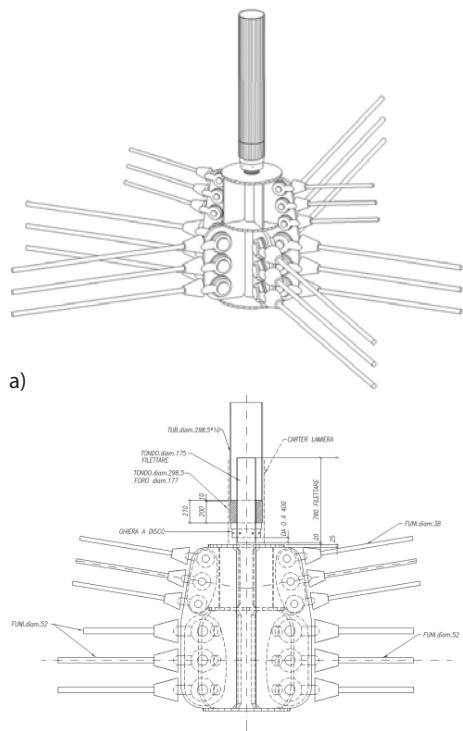 a)
TUB.diam.298.5*10
CARTER LAMIERA
TONDO.diam.175
FILETTARE
TONDO.diam.298.5
FORO diam.177
10
210
200
GHIERA A DISCO
DA 0 A 400
780 FILETTARE
20
25
FUNI.diam.38
FUNI.diam.52
FUNI.diam.52